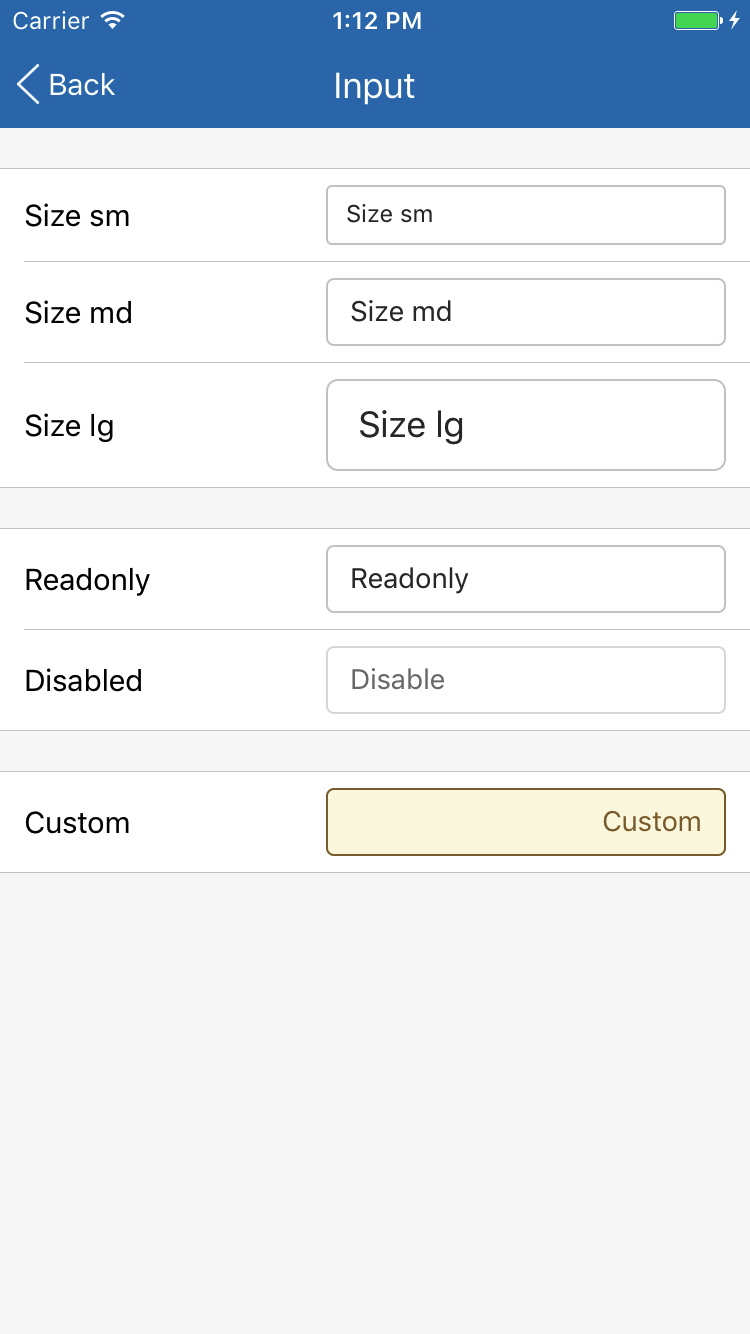 Carrier 1:12 PM
Back Input
Size sm Size sm
Size md Size md
Size lg Size lg
Readonly Readonly
Disabled Disable
Custom Custom